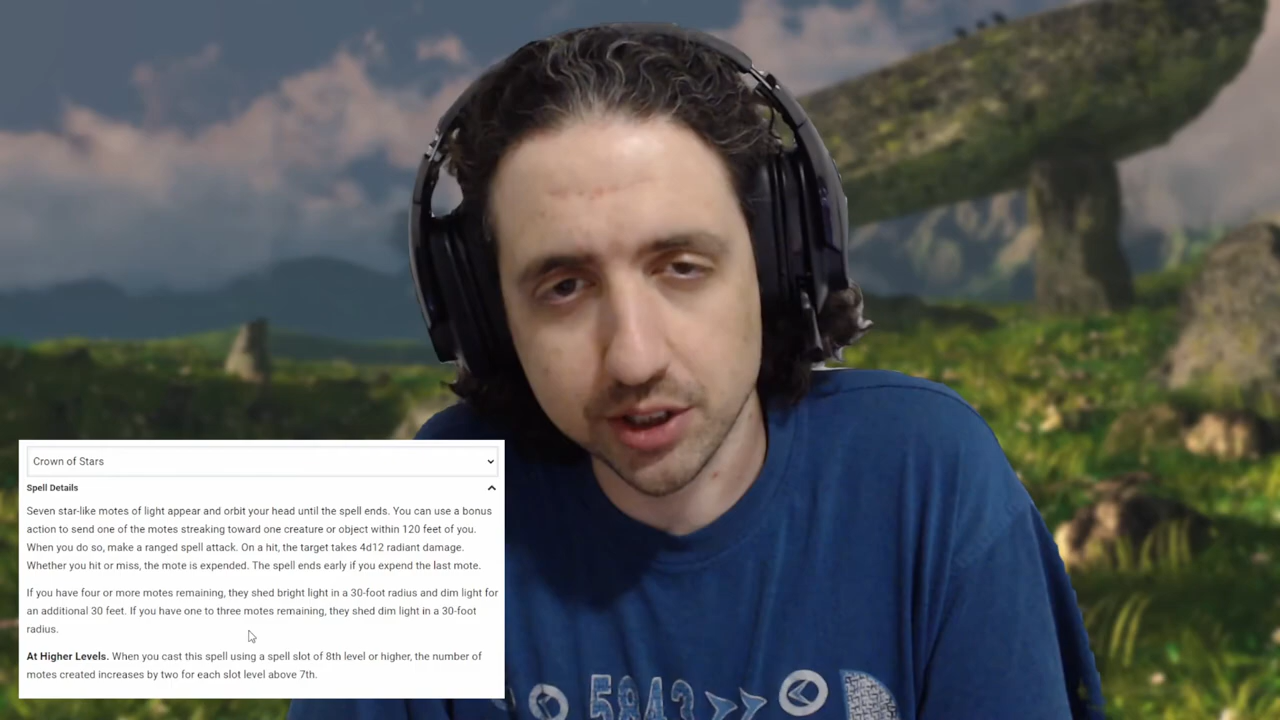 Crown of Stars
Spell Details
Seven star-like motes of light appear and orbit your head until the spell ends. You can use a bonus
action to send one of the motes streaking toward one creature or object within 120 feet of you.
When you do so, make a ranged spell attack. On a hit, the target takes 4d12 radiant damage.
Whether you hit or miss, the mote is expended. The spell ends early if you expend the last mote.
If you have four or more motes remaining, they shed bright light in a 30-foot radius and dim light for
an additional 30 feet. If you have one to three motes remaining, they shed dim light in a 30-foot
radius.
At Higher Levels. When you cast this spell using a spell slot of 8th level or higher, the number of
motes created increases by two for each slot level above 7th.
5843